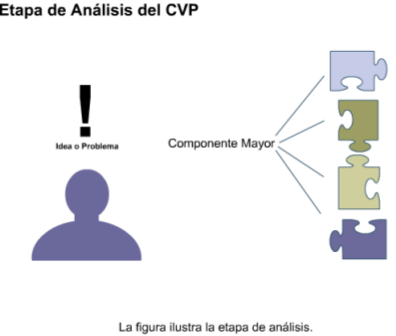 Etapa de Análisis del CVP
!
Idea o Problema
Componente Mayor
La figura ilustra la etapa de análisis.